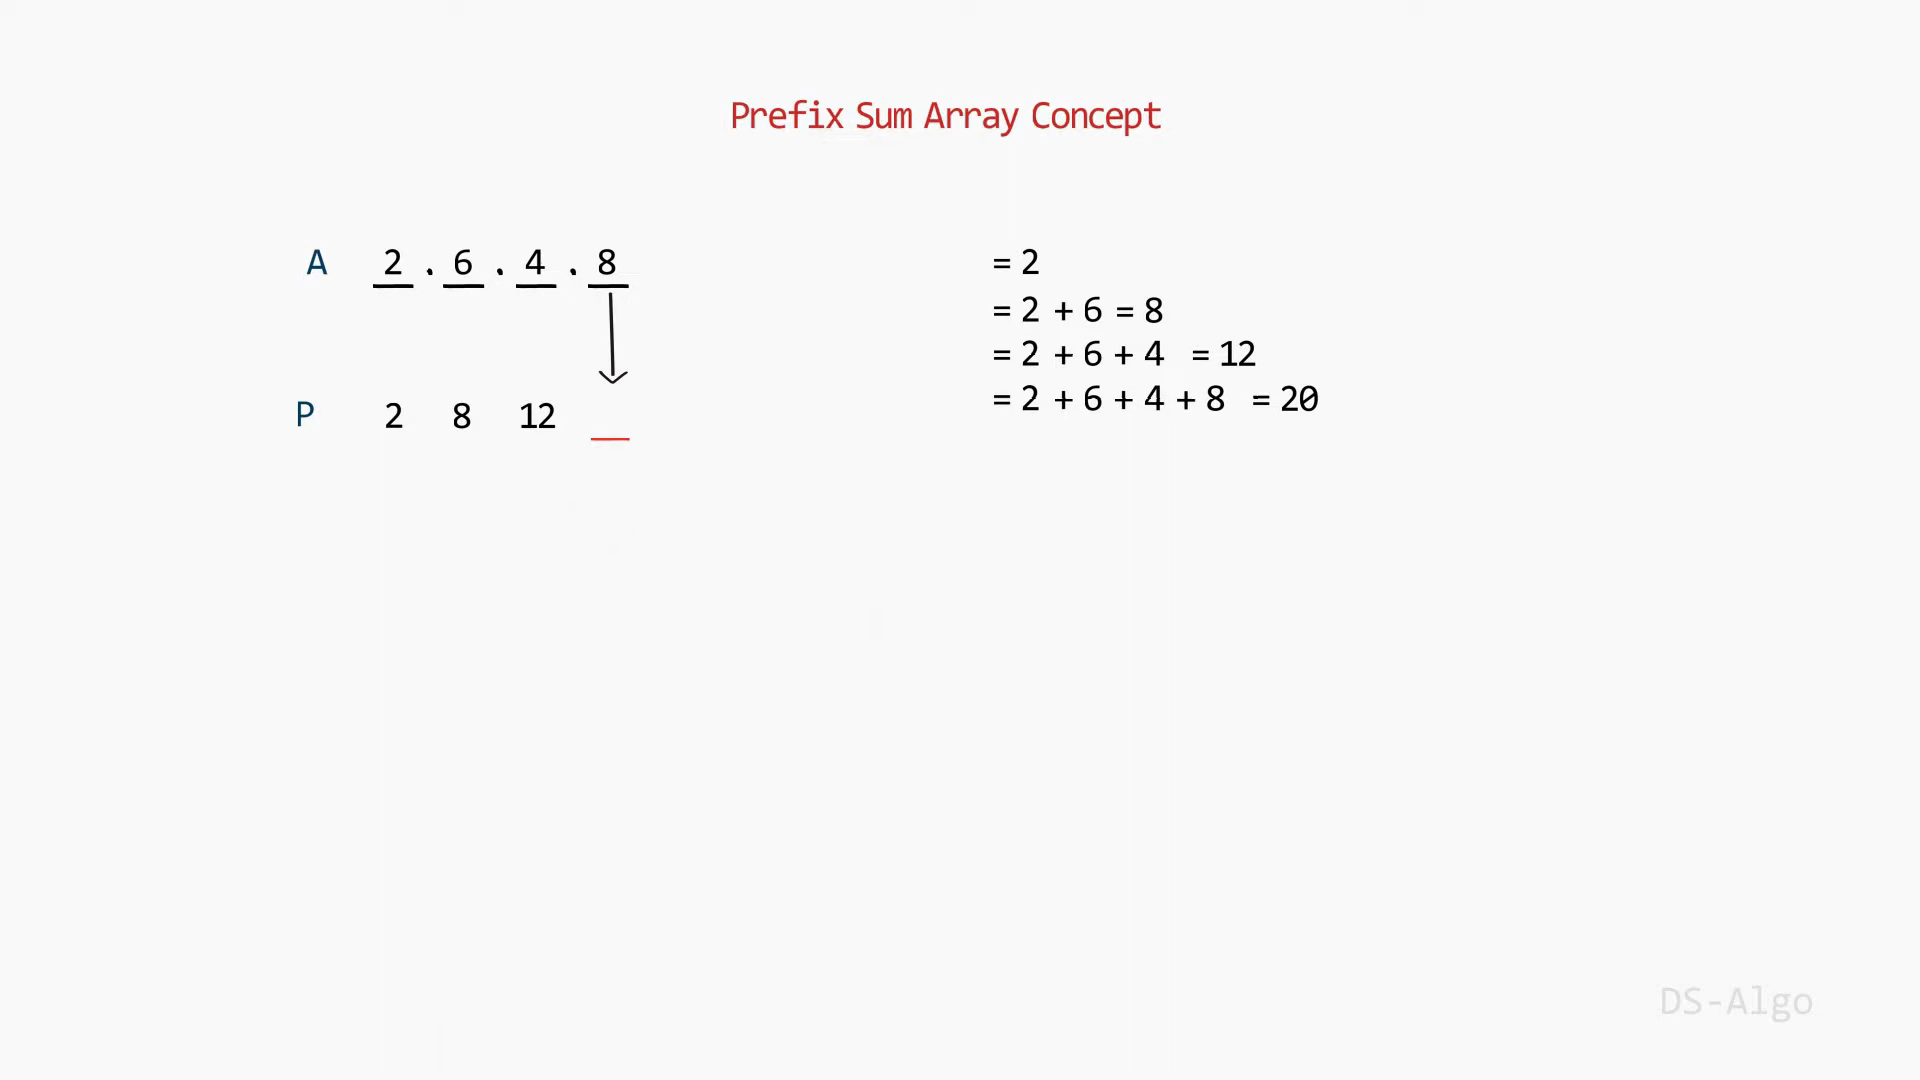 Prefix Sum Array Concept
A 2 . 6 . 4 . 8
P 2 8 12
= 2
= 2 + 6 = 8
= 2 + 6 + 4 = 12
= 2 + 6 + 4 + 8 = 20
DS-Algo